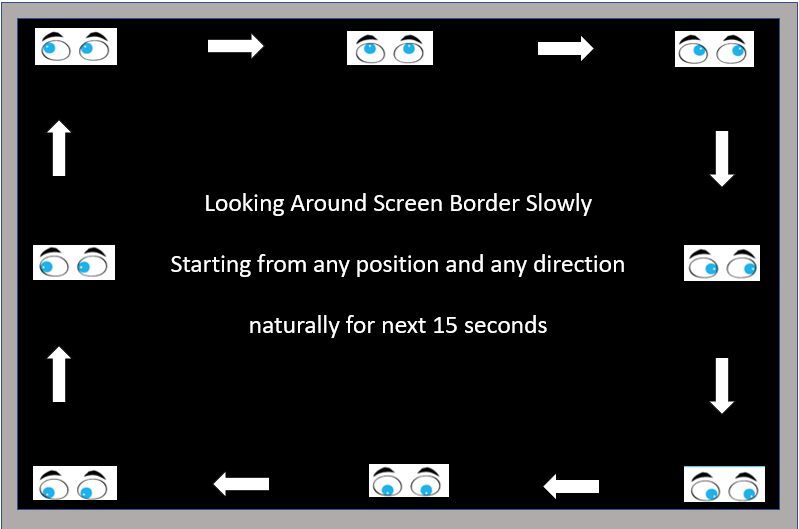 Looking Around Screen Border Slowly
Starting from any position and any direction
naturally for next 15 seconds